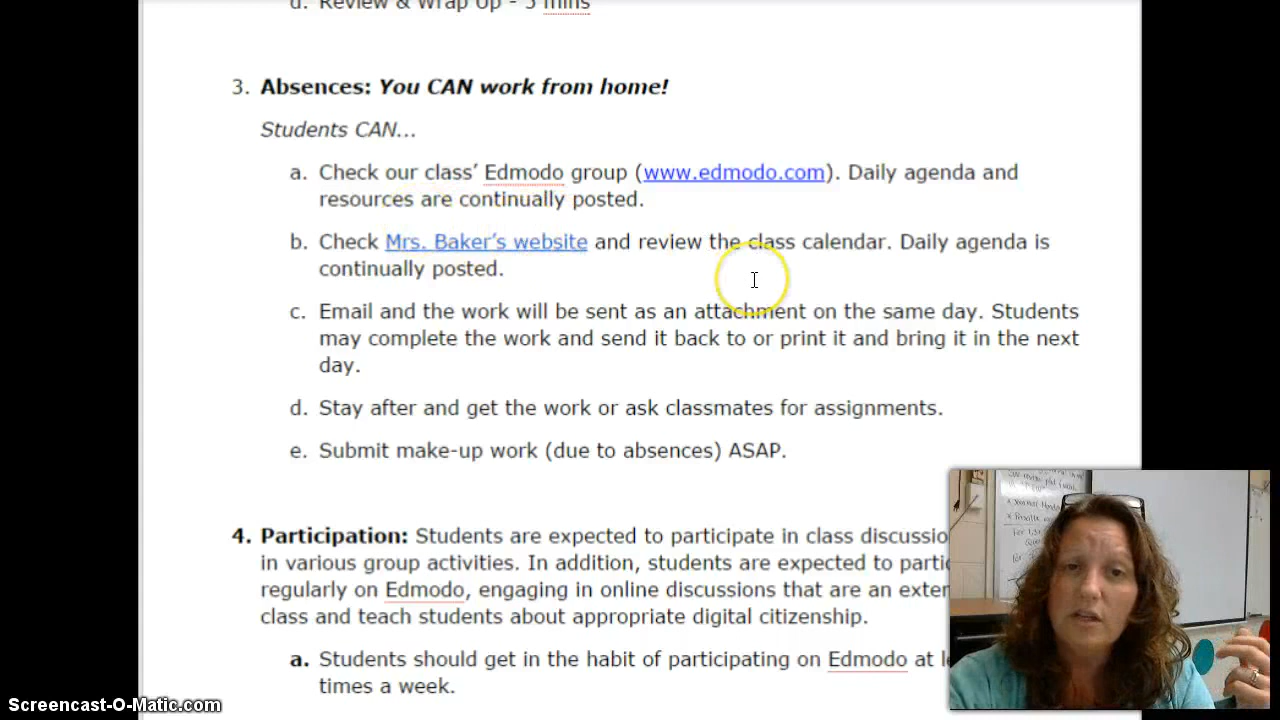 d. Review & Wrap Up - 5 mins
3. Absences: You CAN work from home!
Students CAN...
a. Check our class' Edmodo group (www.edmodo.com). Daily agenda and
resources are continually posted.
b. Check Mrs. Baker's website and review the class calendar. Daily agenda is
continually posted.
c. Email and the work will be sent as an attachment on the same day. Students
may complete the work and send it back to or print it and bring it in the next
day.
d. Stay after and get the work or ask classmates for assignments.
e. Submit make-up work (due to absences) ASAP.
4. Participation: Students are expected to participate in class discussio
in various group activities. In addition, students are expected to partic
regularly on Edmodo, engaging in online discussions that are an exter
class and teach students about appropriate digital citizenship.
a. Students should get in the habit of participating on Edmodo at le
times a week.
Screencast-O-Matic.com